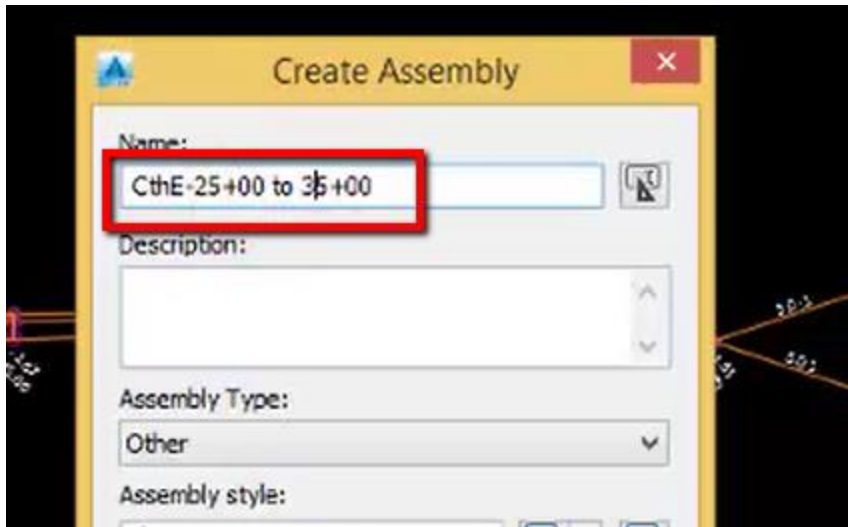 Create Assembly
Name:
CthE-25+00 to 35+00
Description:
Assembly Type:
Other
Assembly style: